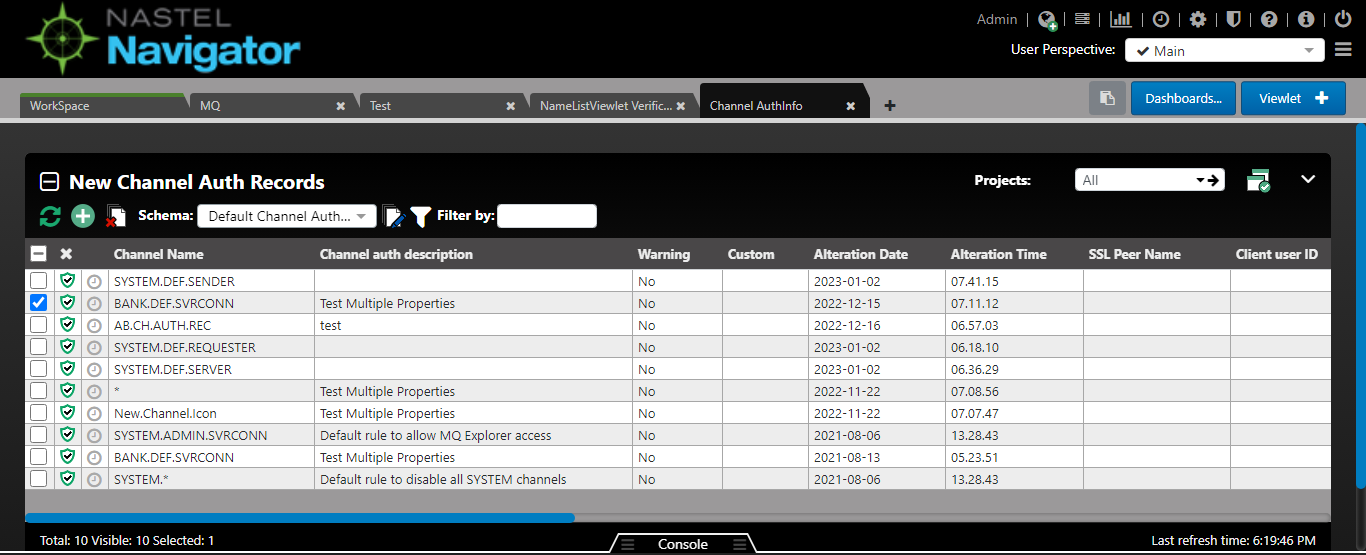 NASTEL
Navigator
Admin
User Perspective: Main
WorkSpace MQ Test NameListViewlet Verific... Channel AuthInfo Dashboards... Viewlet
New Channel Auth Records Projects: All
Schema: Default Channel Auth... Filter by:
Channel Name Channel auth description Warning Custom Alteration Date Alteration Time SSL Peer Name Client user ID
SYSTEM.DEF.SENDER No 2023-01-02 07.41.15
BANK.DEF.SVRCONN Test Multiple Properties No 2022-12-15 07.11.12
AB.CH.AUTH.REC test No 2022-12-16 06.57.03
SYSTEM.DEF.REQUESTER No 2023-01-02 06.18.10
SYSTEM.DEF.SERVER No 2023-01-02 06.36.29
* Test Multiple Properties No 2022-11-22 07.08.56
New.Channel.Icon Test Multiple Properties No 2022-11-22 07.07.47
SYSTEM.ADMIN.SVRCONN Default rule to allow MQ Explorer access No 2021-08-06 13.28.43
BANK.DEF.SVRCONN Test Multiple Properties No 2021-08-13 05.23.51
SYSTEM.* Default rule to disable all SYSTEM channels No 2021-08-06 13.28.43
Total: 10 Visible: 10 Selected: 1 Console Last refresh time: 6:19:46 PM